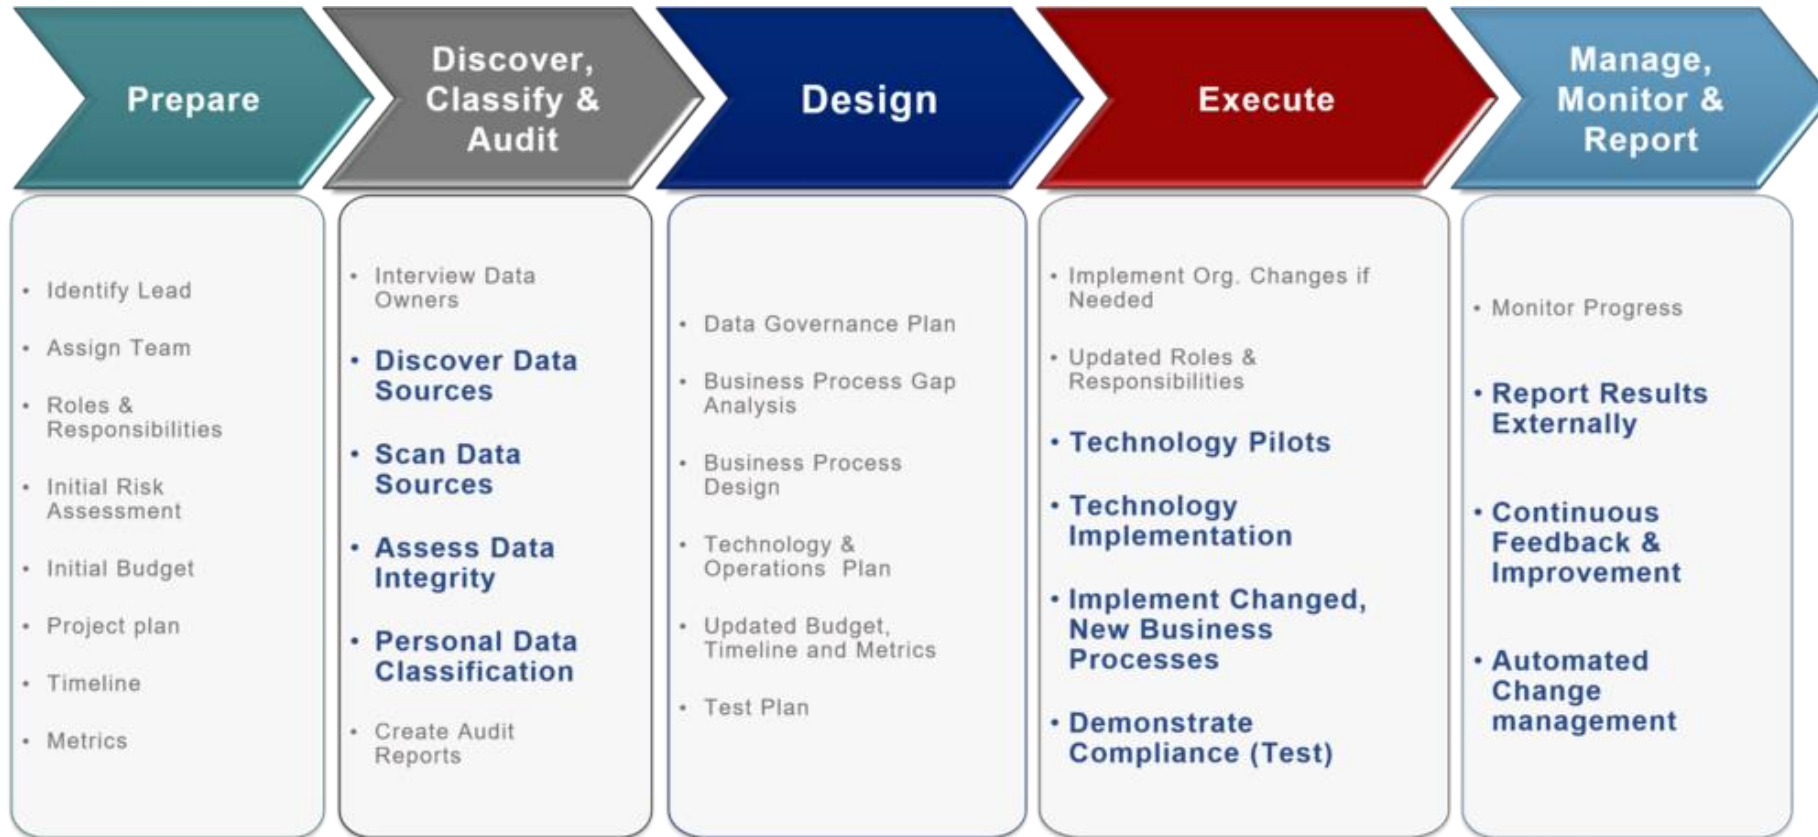 Prepare
Discover,
Classify &
Audit
Design
Execute
Manage,
Monitor &
Report
• Identify Lead
• Assign Team
• Roles &
Responsibilities
• Initial Risk
Assessment
• Initial Budget
• Project plan
• Timeline
• Metrics
• Interview Data
Owners
• Discover Data
Sources
• Scan Data
Sources
• Assess Data
Integrity
• Personal Data
Classification
• Create Audit
Reports
• Data Governance Plan
• Business Process Gap
Analysis
• Business Process
Design
• Technology &
Operations Plan
• Updated Budget,
Timeline and Metrics
• Test Plan
• Implement Org. Changes if
Needed
• Updated Roles &
Responsibilities
• Technology Pilots
• Technology
Implementation
• Implement Changed,
New Business
Processes
• Demonstrate
Compliance (Test)
• Monitor Progress
• Report Results
Externally
• Continuous
Feedback &
Improvement
• Automated
Change
management